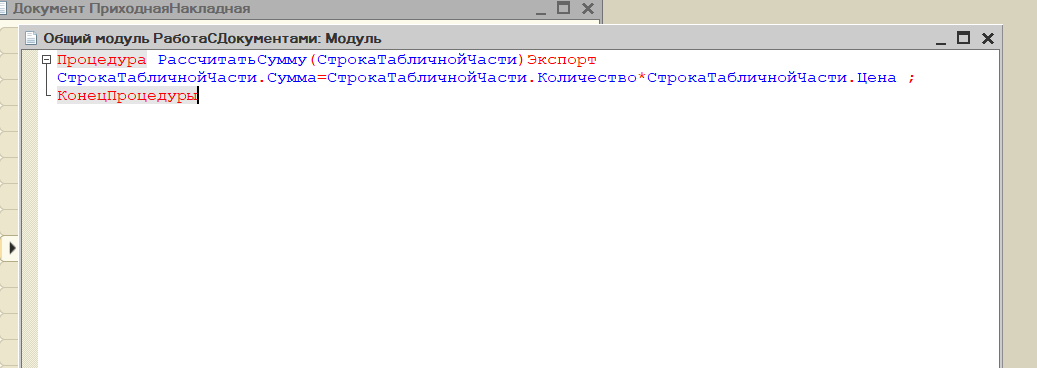 Документ ПриходнаяНакладная
Общий модуль РаботаСДокументами: Модуль
Процедура РассчитатьСумму(СтрокаТабличнойЧасти)Экспорт
СтрокаТабличнойЧасти.Сумма=СтрокаТабличнойЧасти.Количество*СтрокаТабличнойЧасти.Цена ;
КонецПроцедуры